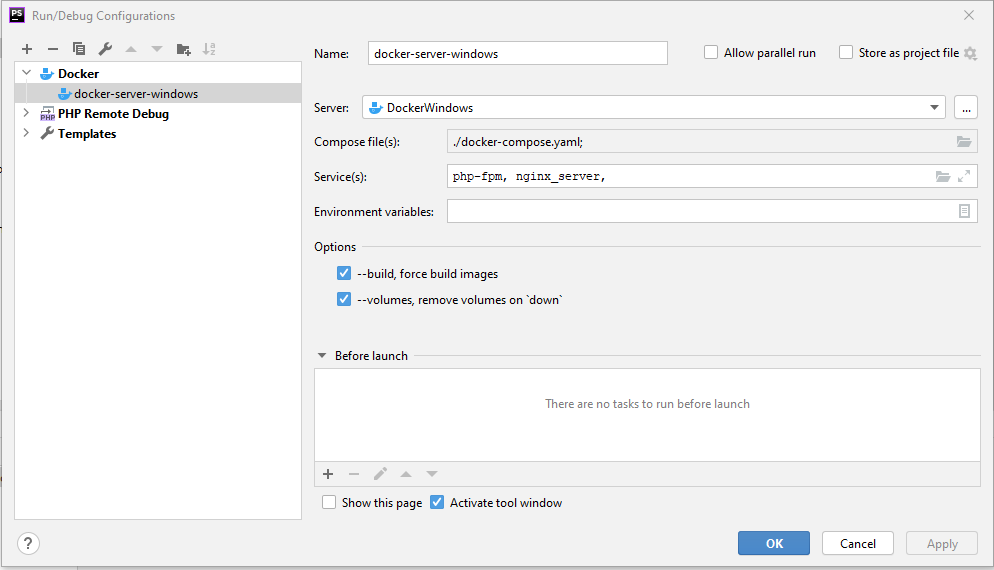 PS Run/Debug Configurations
Docker
docker-server-windows
PHP Remote Debug
Templates
Name: docker-server-windows Allow parallel run Store as project file
Server: DockerWindows ...
Compose file(s): ./docker-compose.yaml;
Service(s): php-fpm, nginx_server,
Environment variables:
Options
--build, force build images
--volumes, remove volumes on `down`
Before launch
There are no tasks to run before launch
Show this page Activate tool window
? OK Cancel Apply